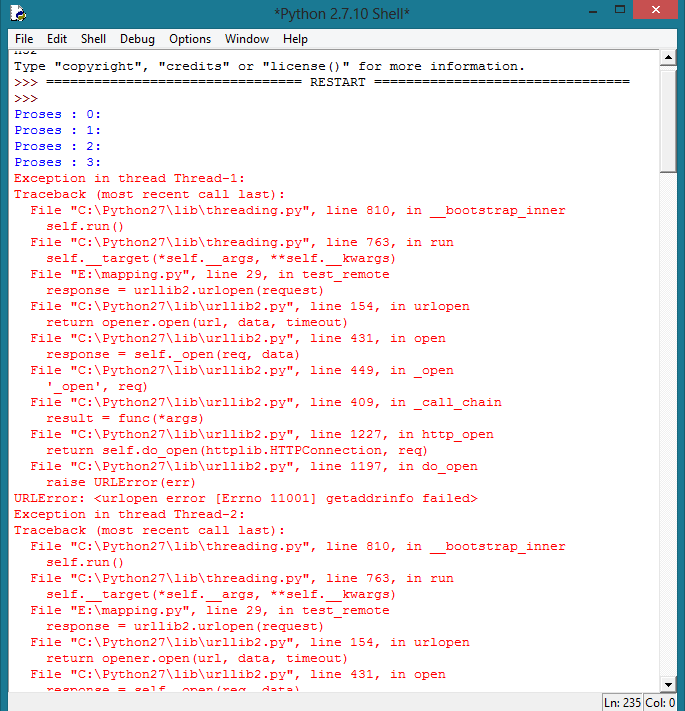 *Python 2.7.10 Shell*
File Edit Shell Debug Options Window Help
Type "copyright", "credits" or "license()" for more information.
>>> ================================ RESTART ================================
>>>
Proses : 0:
Proses : 1:
Proses : 2:
Proses : 3:
Exception in thread Thread-1:
Traceback (most recent call last):
  File "C:\Python27\lib\threading.py", line 810, in __bootstrap_inner
    self.run()
  File "C:\Python27\lib\threading.py", line 763, in run
    self.__target(*self.__args, **self.__kwargs)
  File "E:\mapping.py", line 29, in test_remote
    response = urllib2.urlopen(request)
  File "C:\Python27\lib\urllib2.py", line 154, in urlopen
    return opener.open(url, data, timeout)
  File "C:\Python27\lib\urllib2.py", line 431, in open
    response = self._open(req, data)
  File "C:\Python27\lib\urllib2.py", line 449, in _open
    '_open', req)
  File "C:\Python27\lib\urllib2.py", line 409, in _call_chain
    result = func(*args)
  File "C:\Python27\lib\urllib2.py", line 1227, in http_open
    return self.do_open(httplib.HTTPConnection, req)
  File "C:\Python27\lib\urllib2.py", line 1197, in do_open
    raise URLError(err)
URLError: <urlopen error [Errno 11001] getaddrinfo failed>
Exception in thread Thread-2:
Traceback (most recent call last):
  File "C:\Python27\lib\threading.py", line 810, in __bootstrap_inner
    self.run()
  File "C:\Python27\lib\threading.py", line 763, in run
    self.__target(*self.__args, **self.__kwargs)
  File "E:\mapping.py", line 29, in test_remote
    response = urllib2.urlopen(request)
  File "C:\Python27\lib\urllib2.py", line 154, in urlopen
    return opener.open(url, data, timeout)
  File "C:\Python27\lib\urllib2.py", line 431, in open
    response = self._open(req, data)
Ln: 235 Col: 0